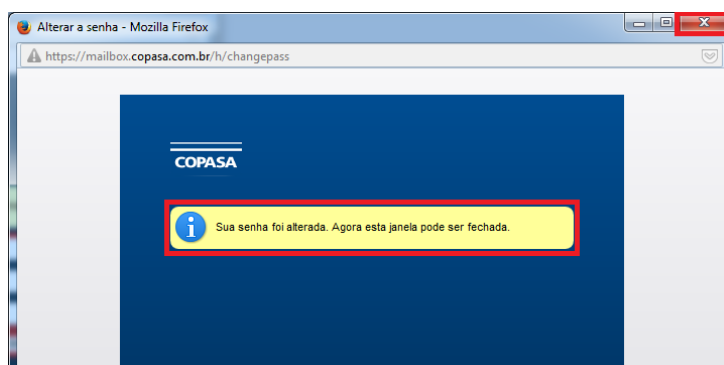 Alterar a senha - Mozilla Firefox
https://mailbox.copasa.com.br/h/changepass
COPASA
Sua senha foi alterada. Agora esta janela pode ser fechada.